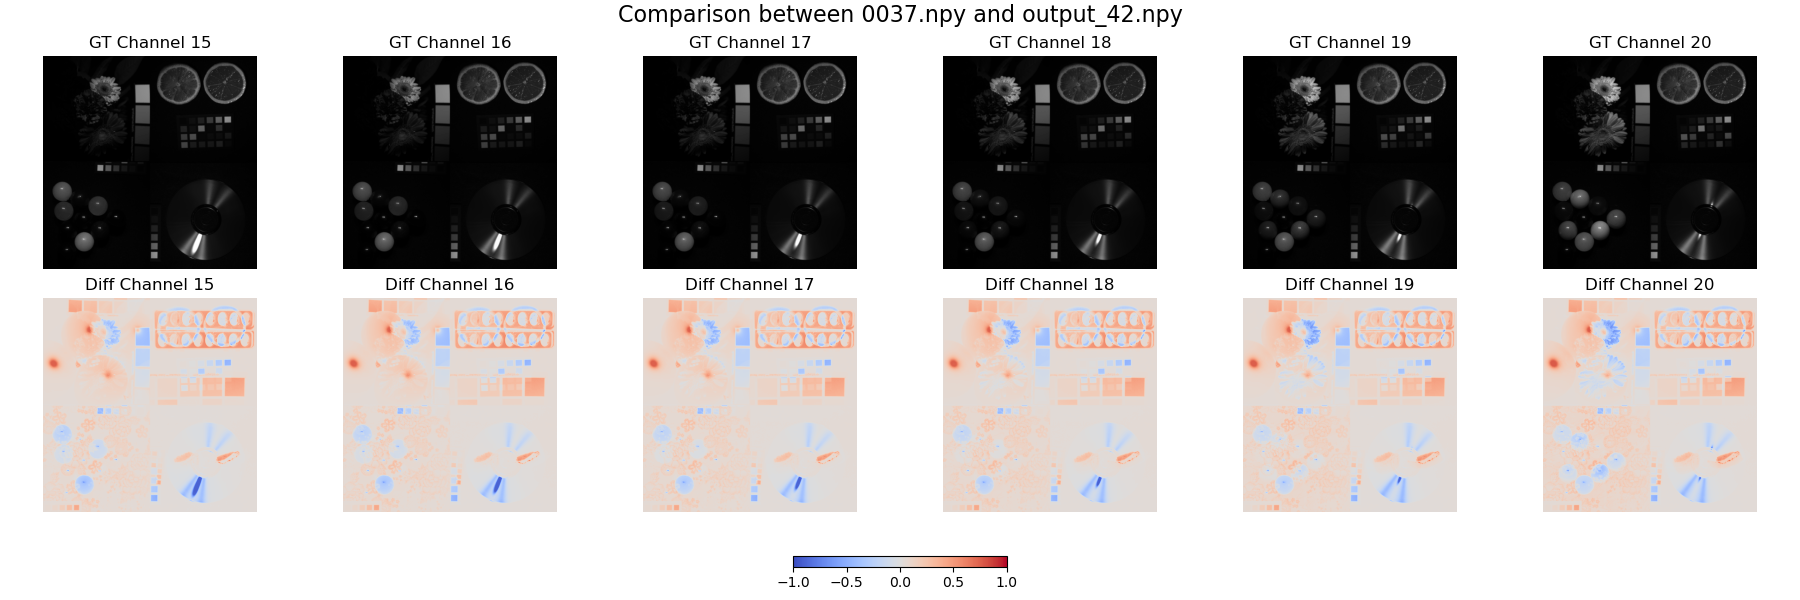 Comparison between 0037.npy and output_42.npy
GT Channel 15
GT Channel 16
GT Channel 17
GT Channel 18
GT Channel 19
GT Channel 20
Diff Channel 15
Diff Channel 16
Diff Channel 17
Diff Channel 18
Diff Channel 19
Diff Channel 20
−1.0
−0.5
0.0
0.5
1.0